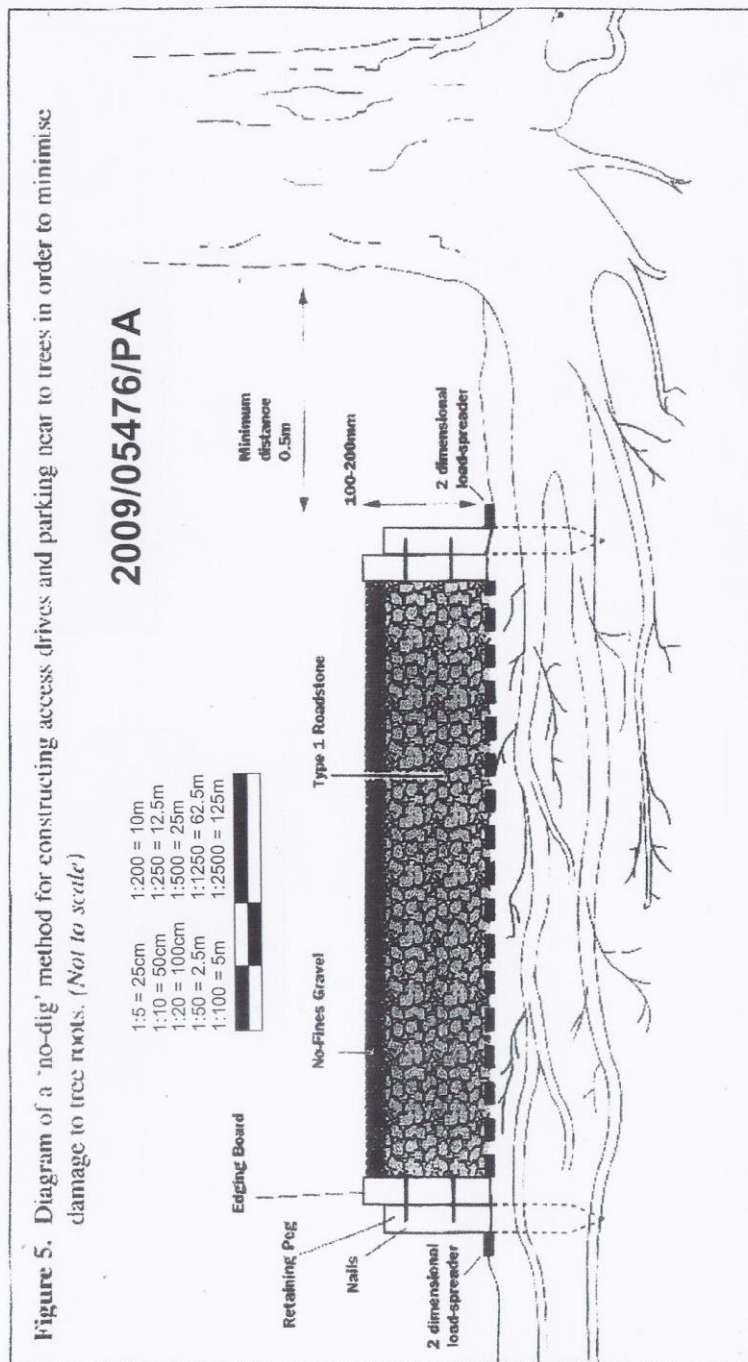 Figure 5. Diagram of a 'no-dig' method for constructing access drives and parking near to trees in order to minimise
damage to tree roots. (Not to scale)
2009/05476/PA
1:5 = 25cm
1:10 = 50cm
1:20 = 100cm
1:50 = 2.5m
1:100 = 5m
1:200 = 10m
1:250 = 12.5m
1:500 = 25m
1:1250 = 62.5m
1:2500 = 125m
Minimum
distance
0.5m
100-200mm
2 dimensional
load-spreader
Type 1 Roadstone
No-Fines Gravel
Edging Board
Retaining Peg
Nails
2 dimensional
load-spreader